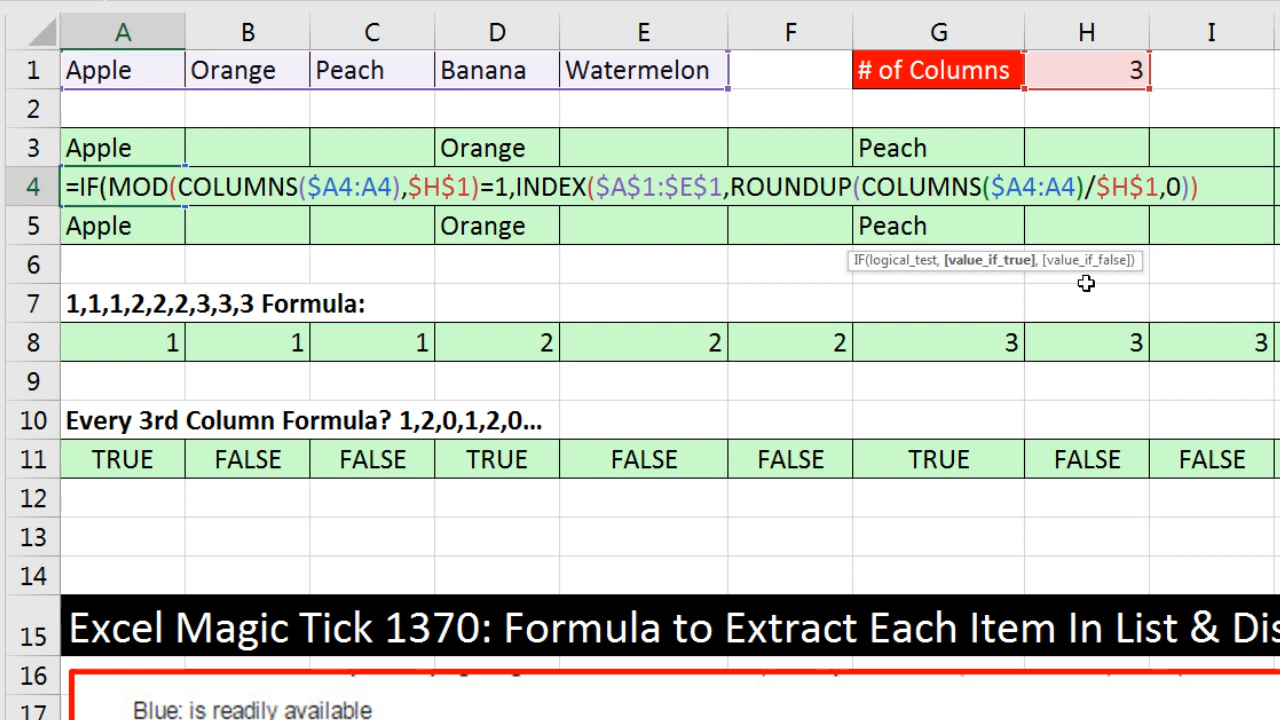 A B C D E F G H I
1 Apple Orange Peach Banana Watermelon # of Columns 3
2
3 Apple Orange Peach
4 =IF(MOD(COLUMNS($A4:A4),$H$1)=1,INDEX($A$1:$E$1,ROUNDUP(COLUMNS($A4:A4)/$H$1,0))
5 Apple Orange Peach
6 IF(logical_test, [value_if_true], [value_if_false])
7 1,1,1,2,2,2,3,3,3 Formula:
8 1 1 1 2 2 2 3 3 3
9
10 Every 3rd Column Formula? 1,2,0,1,2,0...
11 TRUE FALSE FALSE TRUE FALSE FALSE TRUE FALSE FALSE
12
13
14
15 Excel Magic Tick 1370: Formula to Extract Each Item In List & Dis
16
17 Blue: is readily available